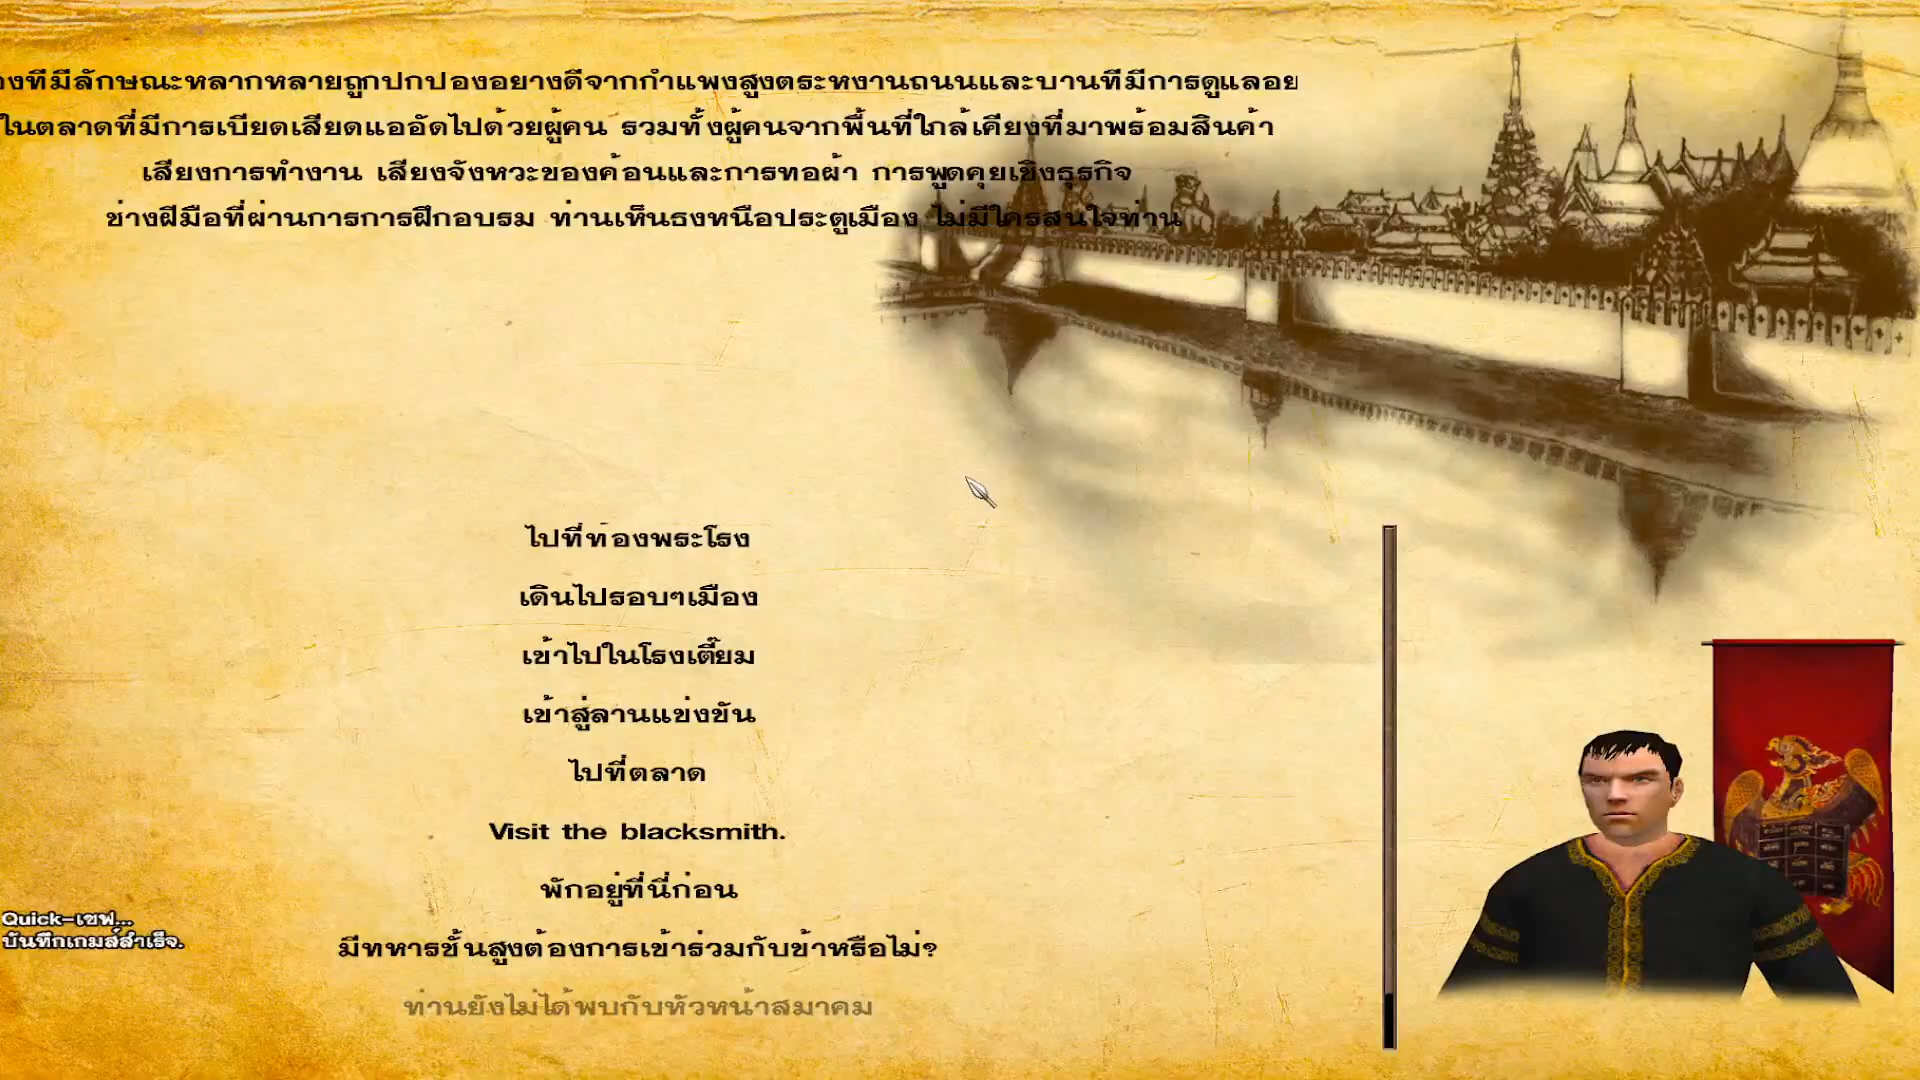 งที่มีลักษณะหลากหลายถูกปกป้องอย่างดีจากกำแพงสูงตระหง่านถนนและบ้านที่มีการดูแลอย
ในตลาดที่มีการเบียดเสียดแออัดไปด้วยผู้คน รวมทั้งผู้คนจากพื้นที่ใกล้เคียงที่มาพร้อมสินค้า
เสียงการทำงาน เสียงจังหวะของค้อนและการทอผ้า การพูดคุยเชิงธุรกิจ
ช่างฝีมือที่ผ่านการการฝึกอบรม ท่านเห็นธงหนือประตูเมือง ไม่มีใครสนใจท่าน
ไปที่ท้องพระโรง
เดินไปรอบๆเมือง
เข้าไปในโรงเตี๊ยม
เข้าสู่ลานแข่งขัน
ไปที่ตลาด
Visit the blacksmith.
พักอยู่ที่นี่ก่อน
มีทหารชั้นสูงต้องการเข้าร่วมกับข้าหรือไม่?
ท่านยังไม่ได้พบกับหัวหน้าสมาคม
Quick-เซฟ...
บันทึกเกมส์สำเร็จ.